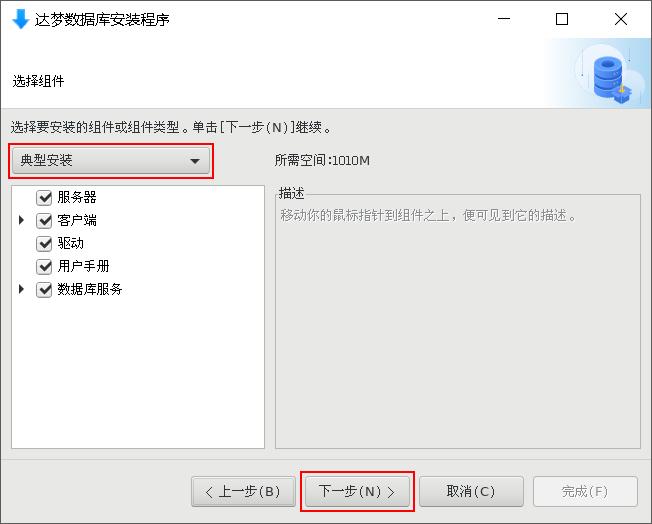 达梦数据库安装程序
选择组件
选择要安装的组件或组件类型。单击[下一步(N)]继续。
典型安装
所需空间:1010M
服务器
客户端
驱动
用户手册
数据库服务
描述
移动你的鼠标指针到组件之上，便可见到它的描述。
< 上一步(B)
下一步(N) >
取消(C)
完成(F)